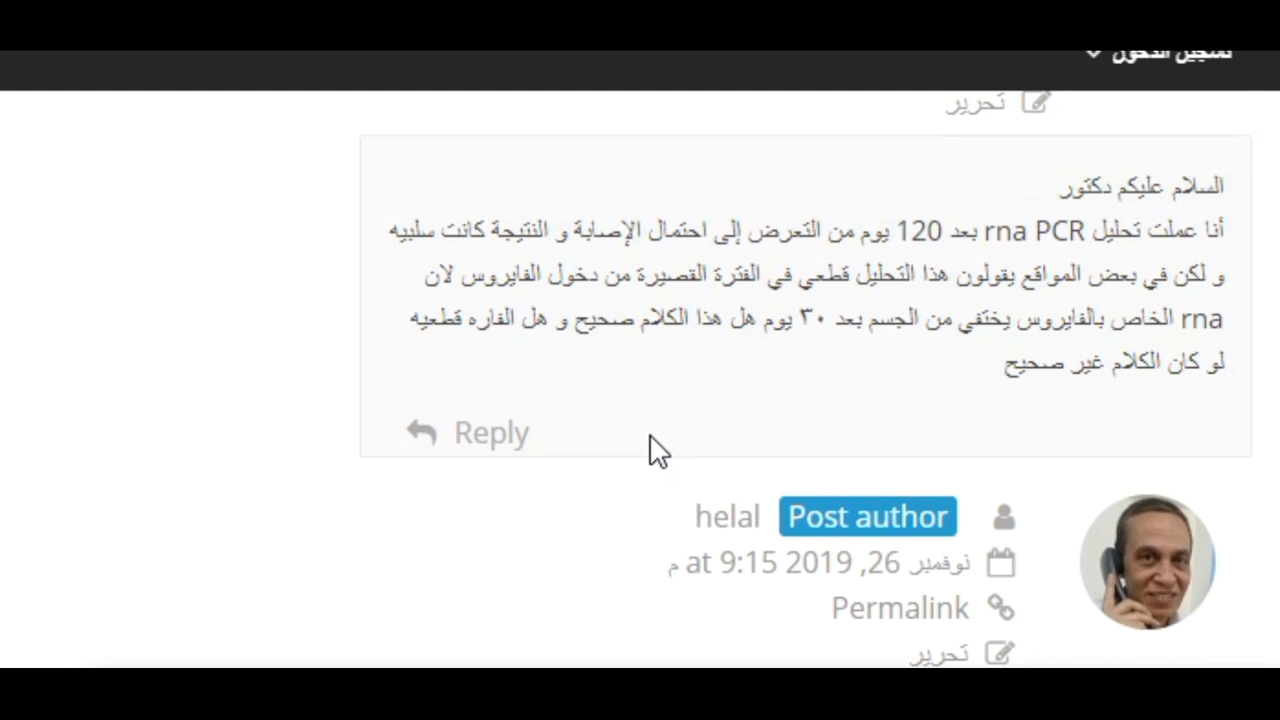 تسجيل الدخول
تحرير
السلام عليكم دكتور
أنا عملت تحليل rna PCR بعد 120 يوم من التعرض إلى احتمال الإصابة و النتيجة كانت سلبيه
و لكن في بعض المواقع يقولون هذا التحليل قطعي في الفترة القصيرة من دخول الفايروس لان
rna الخاص بالفايروس يختفي من الجسم بعد ٣٠ يوم هل هذا الكلام صحيح و هل الفاره قطعيه
لو كان الكلام غير صحيح
Reply
helal Post author
نوفمبر 26, 2019 at 9:15 م
Permalink
تحرير